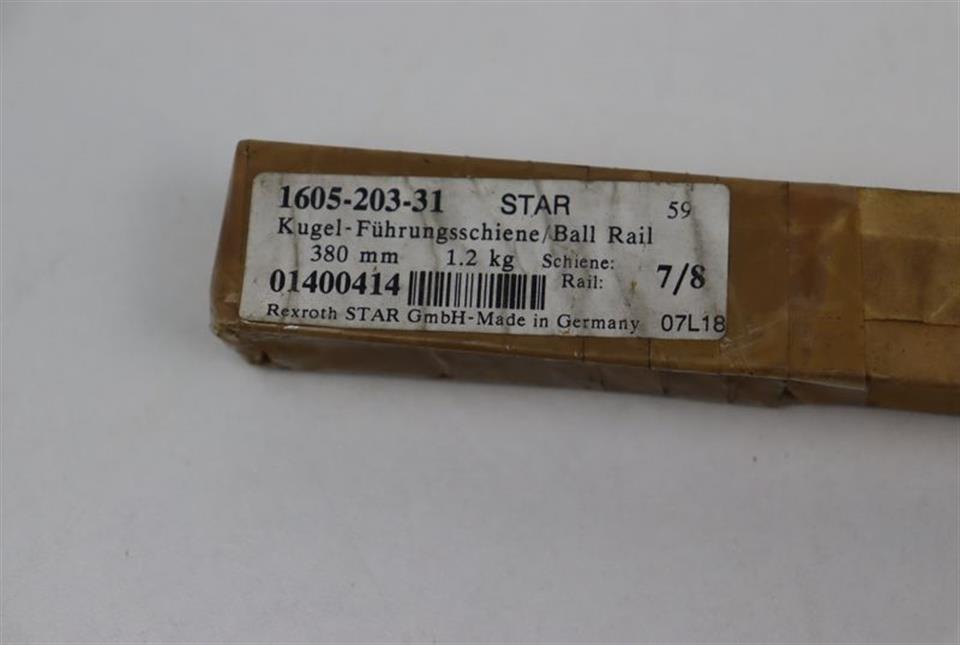 1605-203-31 STAR 59
Kugel-Führungsschiene/Ball Rail
380 mm 1.2 kg Schiene:
01400414 Rail: 7/8
Rexroth STAR GmbH-Made in Germany 07L18